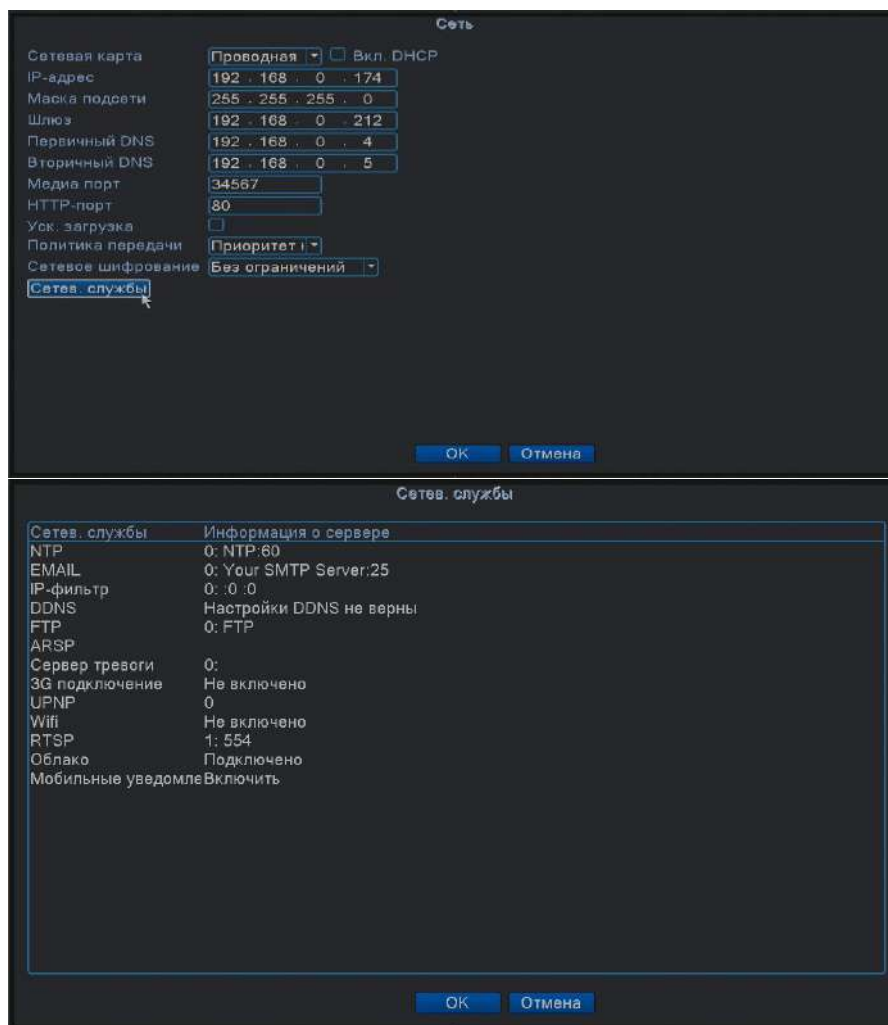 Сеть
Сетевая карта Проводная Вкл. DHCP
IP-адрес 192 . 168 . 0 . 174
Маска подсети 255 . 255 . 255 . 0
Шлюз 192 . 168 . 0 . 212
Первичный DNS 192 . 168 . 0 . 4
Вторичный DNS 192 . 168 . 0 . 5
Медиа порт 34567
HTTP-порт 80
Уск. загрузка
Политика передачи Приоритет
Сетевое шифрование Без ограничений
Сетев. службы
OK Отмена
Сетев. службы
Сетев. службы Информация о сервере
NTP 0: NTP:60
EMAIL 0: Your SMTP Server:25
IP-фильтр 0: :0 :0
DDNS Настройки DDNS не верны
FTP 0: FTP
ARSP
Сервер тревоги 0:
3G подключение Не включено
UPNP 0
Wifi Не включено
RTSP 1: 554
Облако Подключено
Мобильные уведомле Включить
OK Отмена